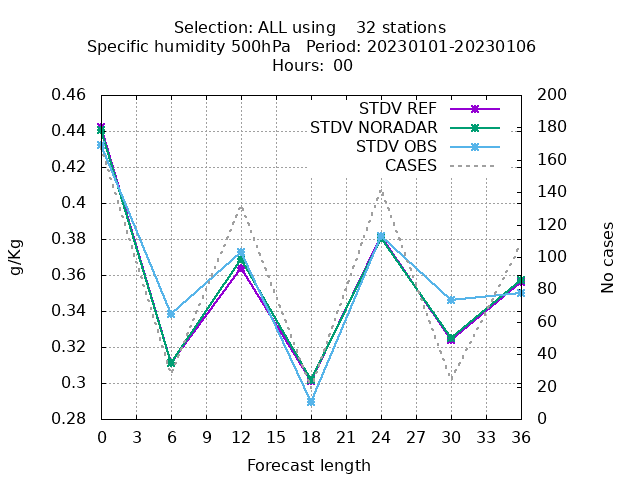 Selection: ALL using    32 stations
Specific humidity 500hPa   Period: 20230101-20230106
Hours:  00
STDV REF
STDV NORADAR
STDV OBS
CASES
0.46
0.44
0.42
0.4
0.38
0.36
0.34
0.32
0.3
0.28
200
180
160
140
120
100
80
60
40
20
0
g/Kg
No cases
0 3 6 9 12 15 18 21 24 27 30 33 36
Forecast length